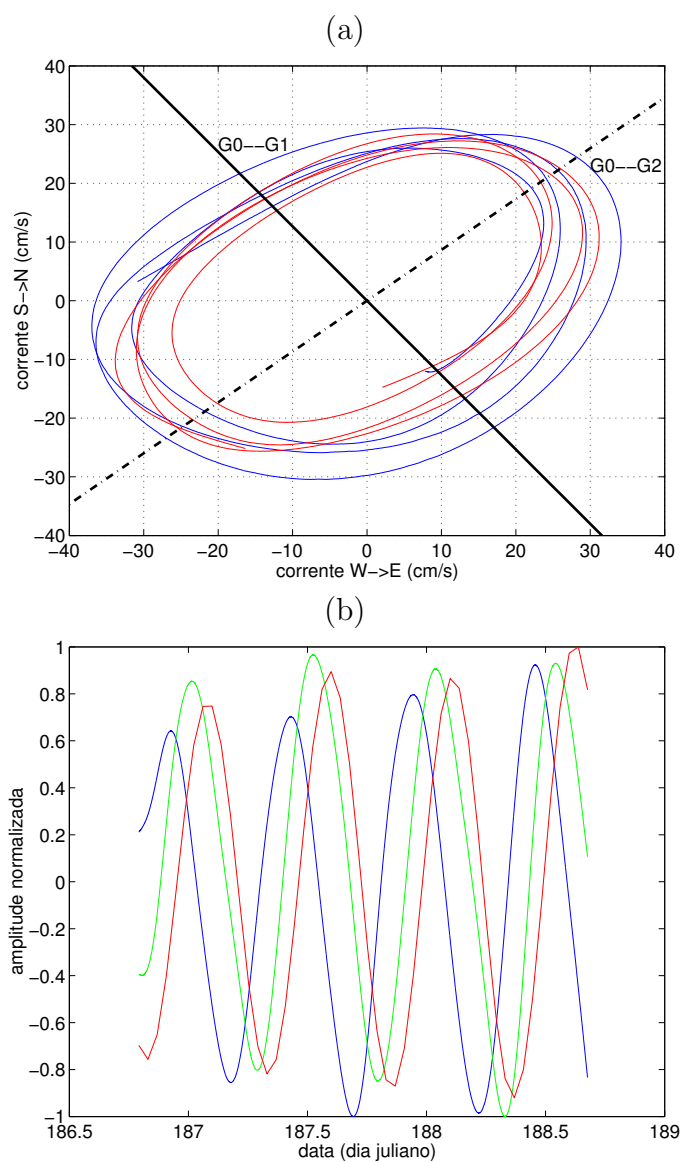 (a)
40
30
20
10
0
−10
−20
−30
−40
corrente S−>N (cm/s)
G0−−G1
G0−−G2
−40 −30 −20 −10 0 10 20 30 40
corrente W−>E (cm/s)
(b)
1
0.8
0.6
0.4
0.2
0
−0.2
−0.4
−0.6
−0.8
−1
amplitude normalizada
186.5 187 187.5 188 188.5 189
data (dia juliano)